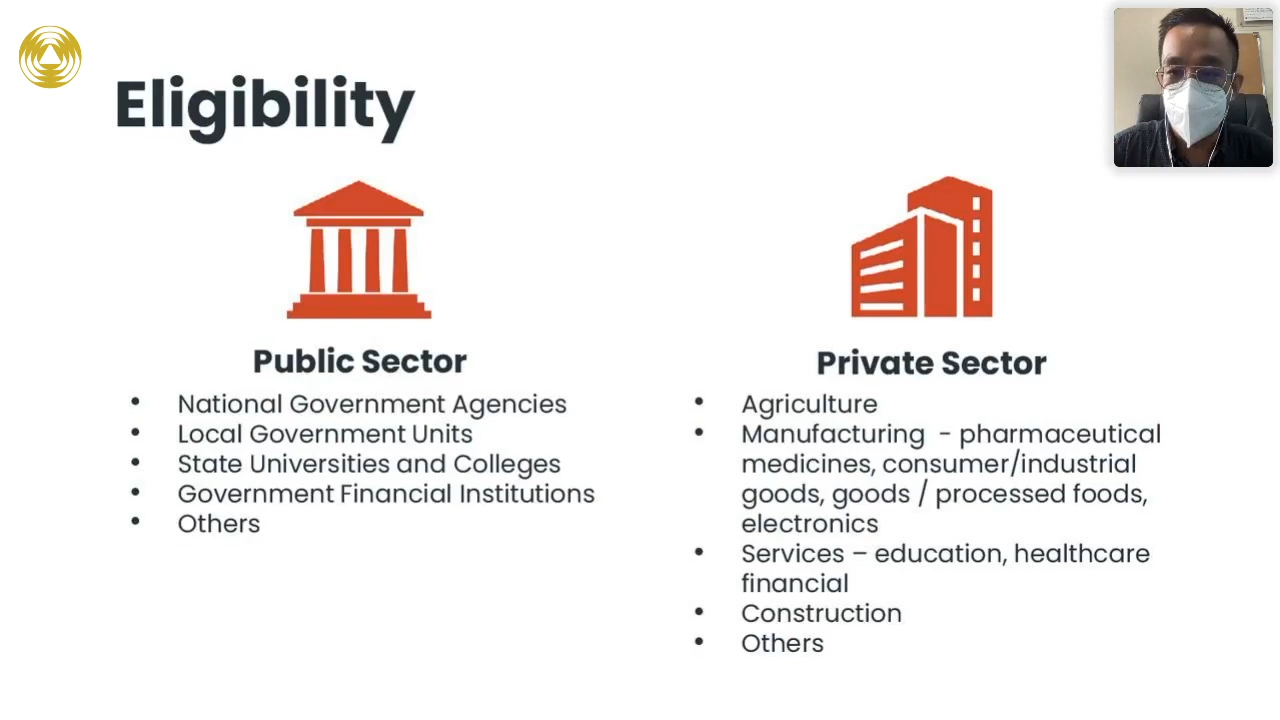 Eligibility
Public Sector
• National Government Agencies
• Local Government Units
• State Universities and Colleges
• Government Financial Institutions
• Others
Private Sector
• Agriculture
• Manufacturing - pharmaceutical
medicines, consumer/industrial
goods, goods / processed foods,
electronics
• Services – education, healthcare
financial
• Construction
• Others